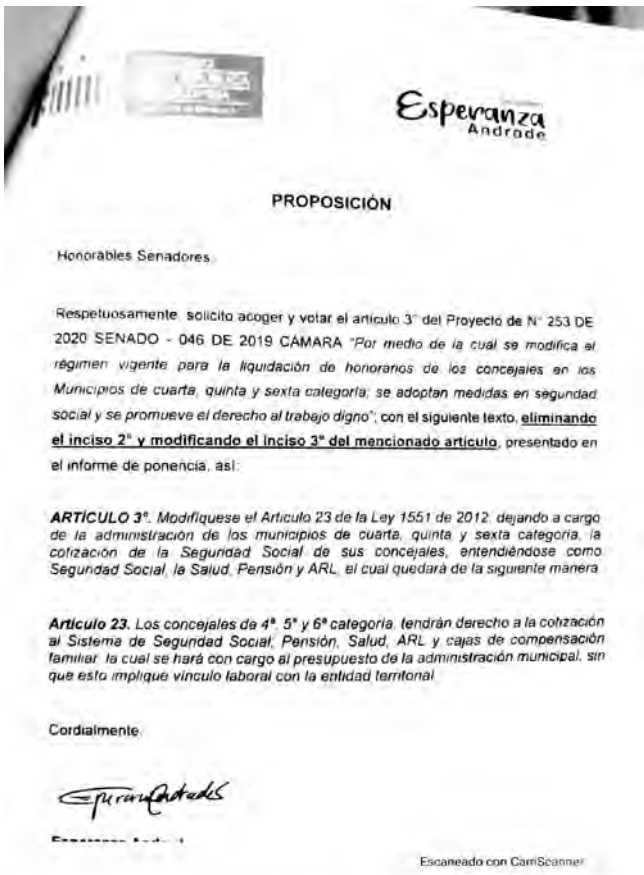 Esperanza
Andrade
PROPOSICIÓN
Honorables Senadores
Respetuosamente solicito acoger y votar el artículo 3° del Proyecto de N° 253 DE
2020 SENADO - 046 DE 2019 CÁMARA "Por medio de la cual se modifica el
régimen vigente para la liquidación de honorarios de los concejales en los
Municipios de cuarta, quinta y sexta categoría; se adoptan medidas en seguridad
social y se promueve el derecho al trabajo digno"; con el siguiente texto, eliminando
el inciso 2° y modificando el inciso 3° del mencionado artículo, presentado en
el informe de ponencia, así:
ARTÍCULO 3°. Modifíquese el Artículo 23 de la Ley 1551 de 2012, dejando a cargo
de la administración de los municipios de cuarta, quinta y sexta categoría, la
cotización de la Seguridad Social de sus concejales, entendiéndose como
Seguridad Social, la Salud, Pensión y ARL, el cual quedará de la siguiente manera
Artículo 23. Los concejales de 4ª, 5ª y 6ª categoría, tendrán derecho a la cotización
al Sistema de Seguridad Social; Pensión, Salud, ARL y cajas de compensación
familiar, la cual se hará con cargo al presupuesto de la administración municipal, sin
que esto implique vínculo laboral con la entidad territorial
Cordialmente,
Escaneado con CamScanner